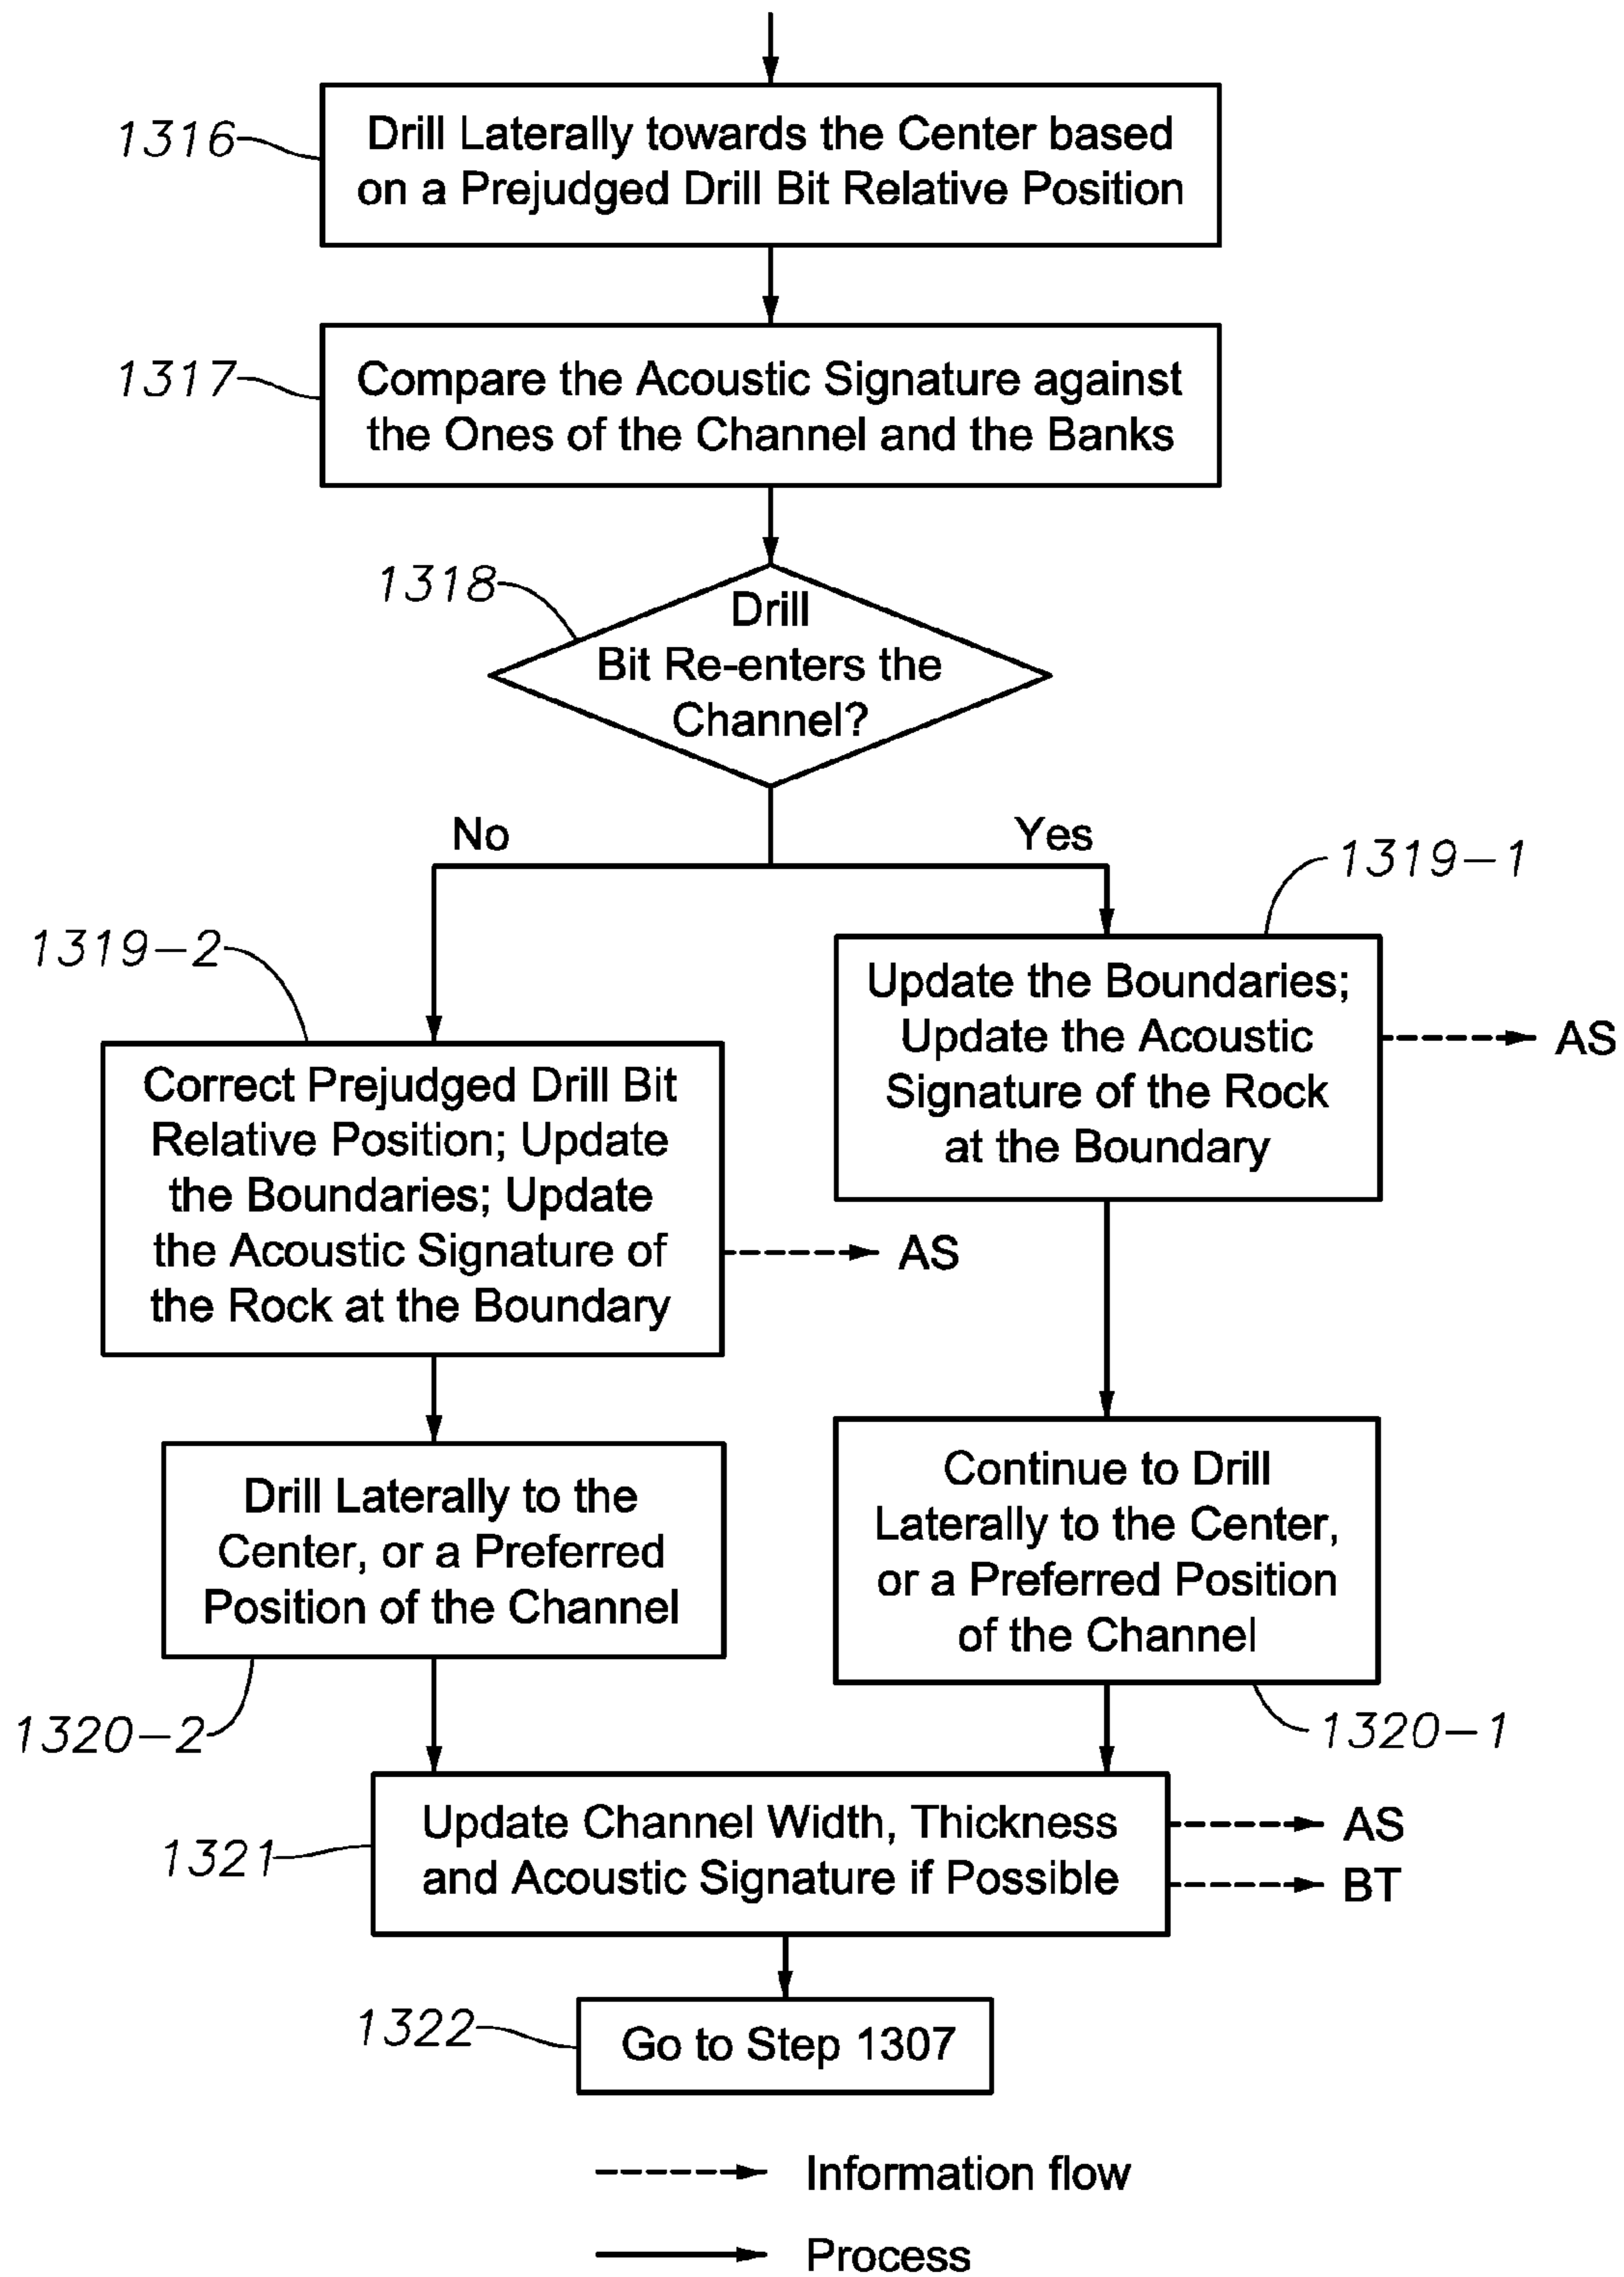 1316
Drill Laterally towards the Center based
on a Prejudged Drill Bit Relative Position
1317
Compare the Acoustic Signature against
the Ones of the Channel and the Banks
1318
Drill
Bit Re-enters the
Channel?
No
Yes
1319-1
Update the Boundaries;
Update the Acoustic
Signature of the Rock
at the Boundary
AS
1319-2
Correct Prejudged Drill Bit
Relative Position; Update
the Boundaries; Update
the Acoustic Signature of
the Rock at the Boundary
AS
Drill Laterally to the
Center, or a Preferred
Position of the Channel
1320-2
Continue to Drill
Laterally to the Center,
or a Preferred Position
of the Channel
1320-1
1321
Update Channel Width, Thickness
and Acoustic Signature if Possible
AS
BT
1322
Go to Step 1307
Information flow
Process